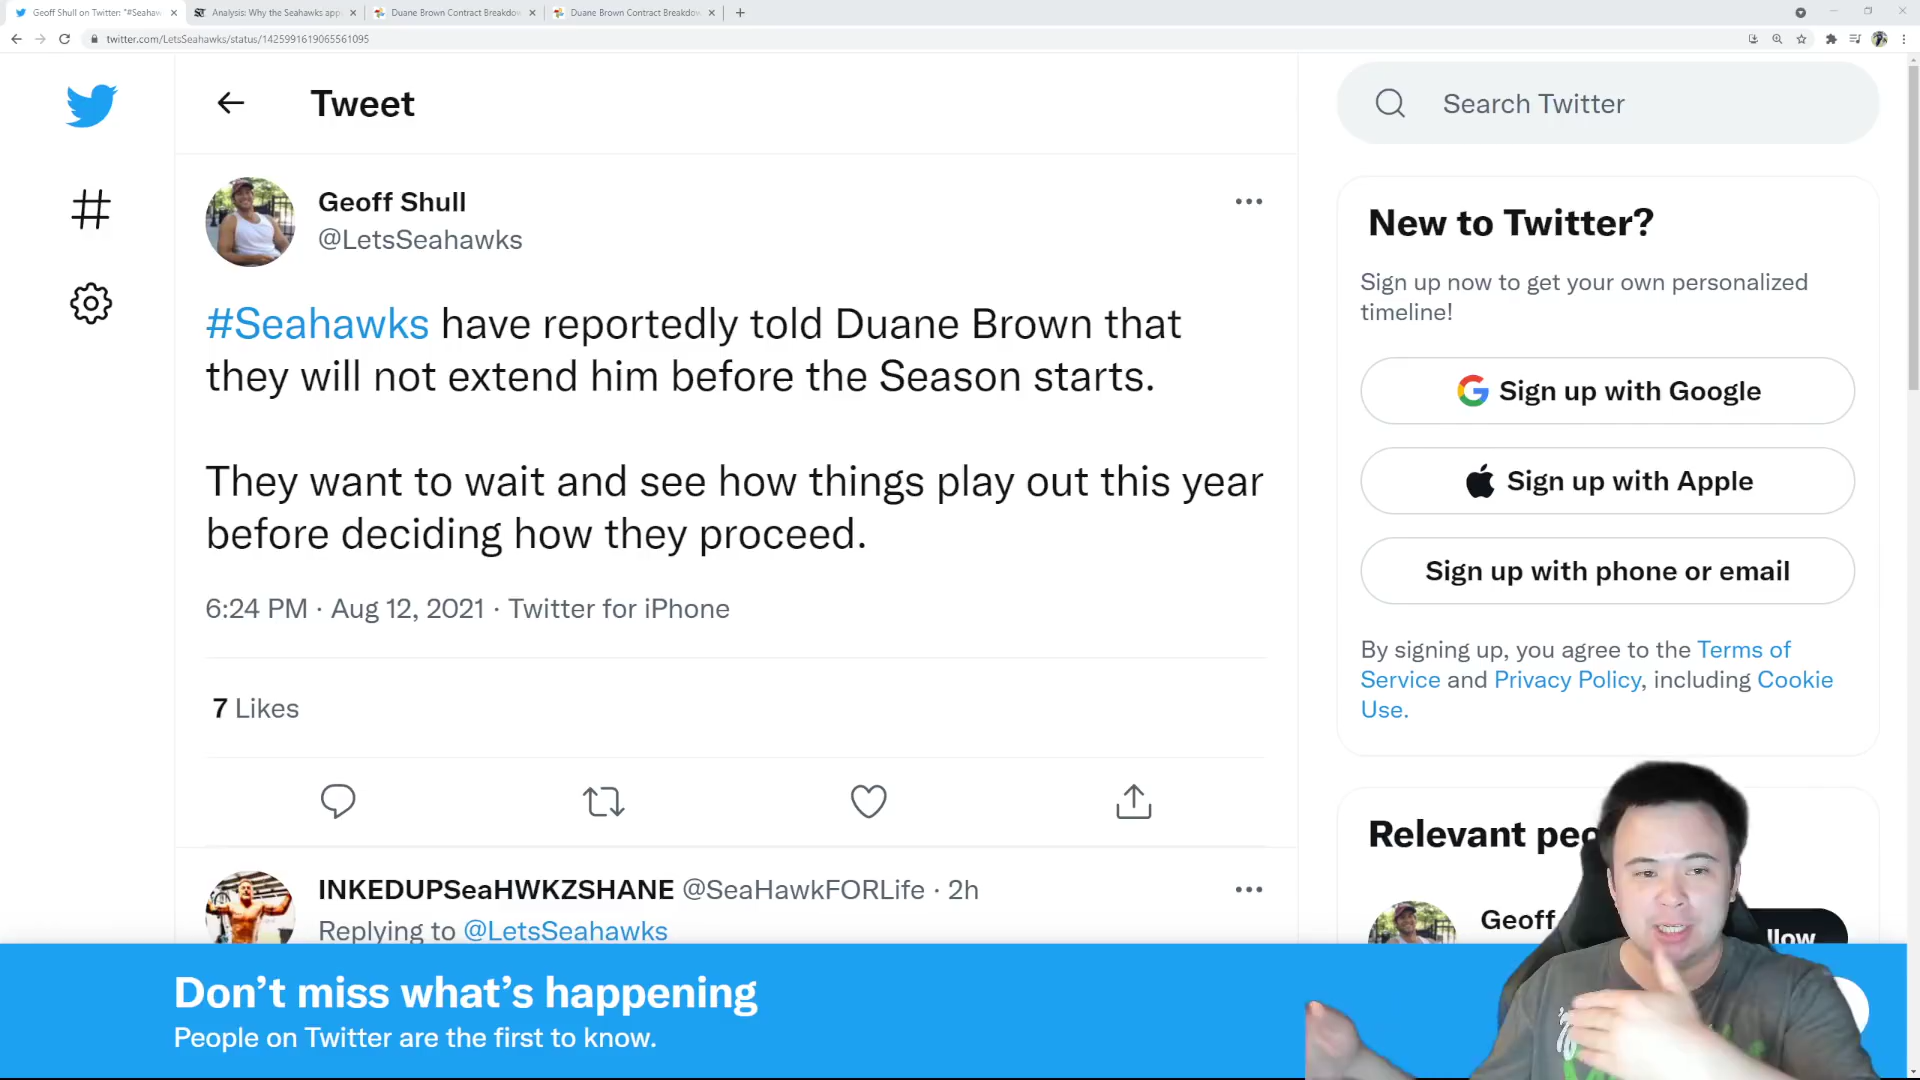 Geoff Shull on Twitter: "#Seahaw
Analysis: Why the Seahawks app
Duane Brown Contract Breakdow
Duane Brown Contract Breakdow
twitter.com/LetsSeahawks/status/1425991619065561095
Tweet
Search Twitter
Geoff Shull
@LetsSeahawks
#Seahawks have reportedly told Duane Brown that
they will not extend him before the Season starts.
They want to wait and see how things play out this year
before deciding how they proceed.
6:24 PM · Aug 12, 2021 · Twitter for iPhone
7 Likes
INKEDUPSeaHWKZSHANE @SeaHawkFORLife · 2h
Replying to @LetsSeahawks
New to Twitter?
Sign up now to get your own personalized
timeline!
Sign up with Google
Sign up with Apple
Sign up with phone or email
By signing up, you agree to the Terms of
Service and Privacy Policy, including Cookie
Use.
Relevant peo
Geoff
llow
Don't miss what's happening
People on Twitter are the first to know.